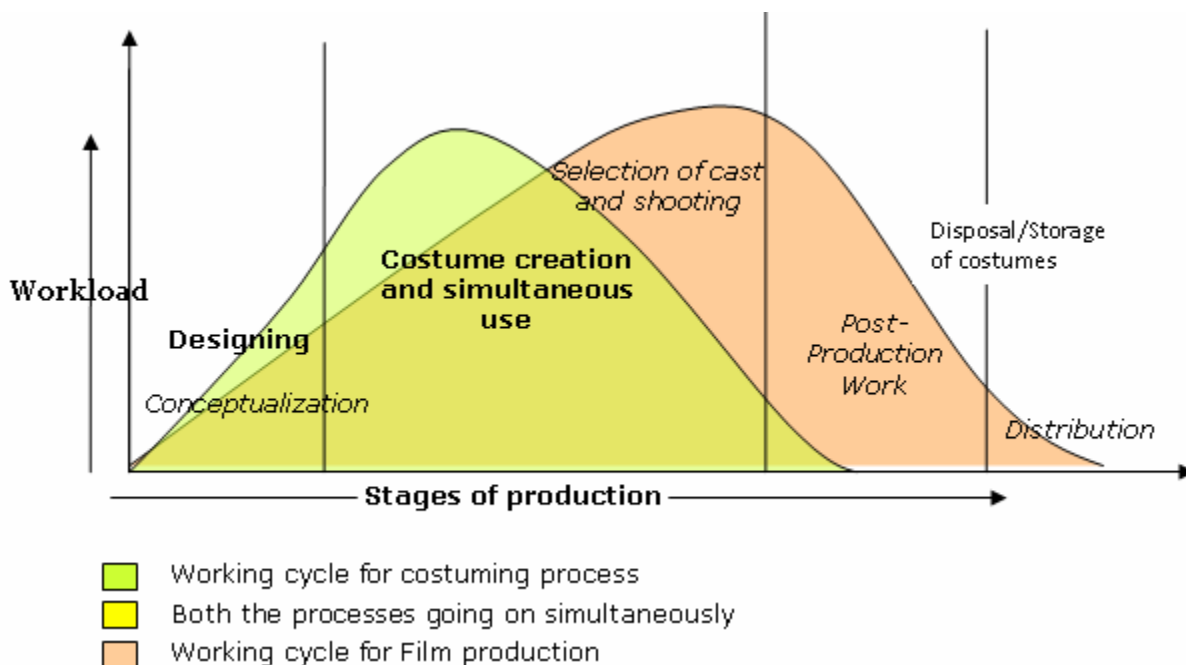 Selection of cast
and shooting
Costume creation
and simultaneous
use
Disposal/Storage
of costumes
Workload
Designing
Post-
Production
Work
Conceptualization
Distribution
Stages of production
Working cycle for costuming process
Both the processes going on simultaneously
Working cycle for Film production